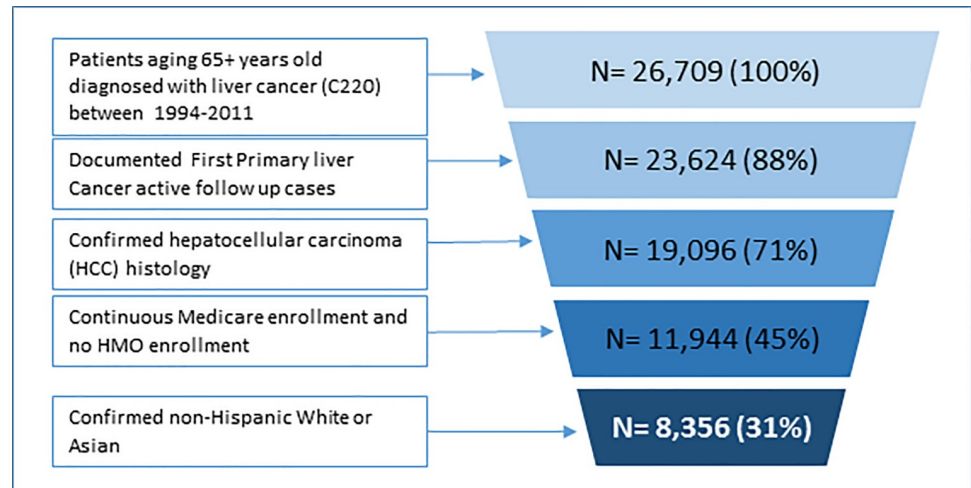 Patients aging 65+ years old
diagnosed with liver cancer (C220)
between 1994-2011
N= 26,709 (100%)
Documented First Primary liver
Cancer active follow up cases
N= 23,624 (88%)
Confirmed hepatocellular carcinoma
(HCC) histology
N= 19,096 (71%)
Continuous Medicare enrollment and
no HMO enrollment
N= 11,944 (45%)
Confirmed non-Hispanic White or
Asian
N= 8,356 (31%)